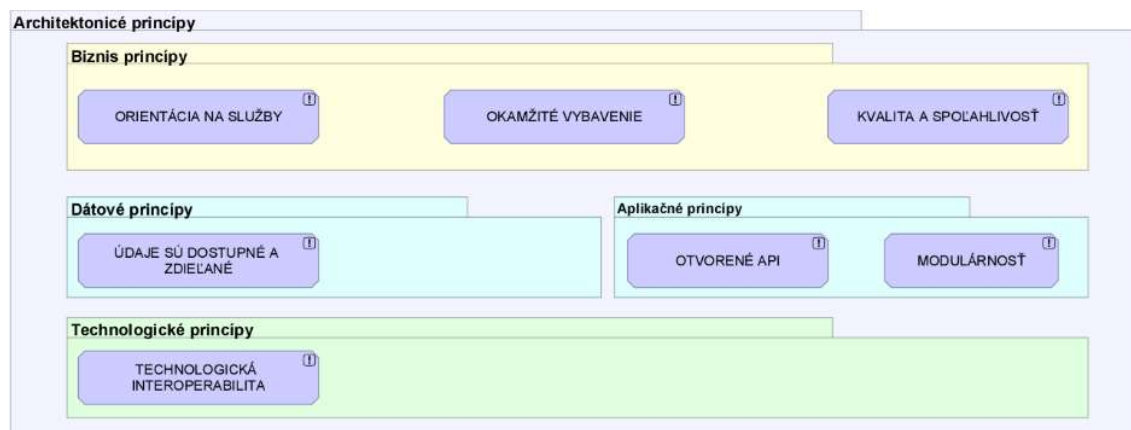 Architektonicé princípy
Biznis princípy
ORIENTÁCIA NA SLUŽBY
OKAMŽITÉ VYBAVENIE
KVALITA A SPOĽAHLIVOSŤ
Dátové princípy
ÚDAJE SÚ DOSTUPNÉ A
ZDIEĽANÉ
Aplikačné princípy
OTVORENÉ API
MODULÁRNOSŤ
Technologické princípy
TECHNOLOGICKÁ
INTEROPERABILITA